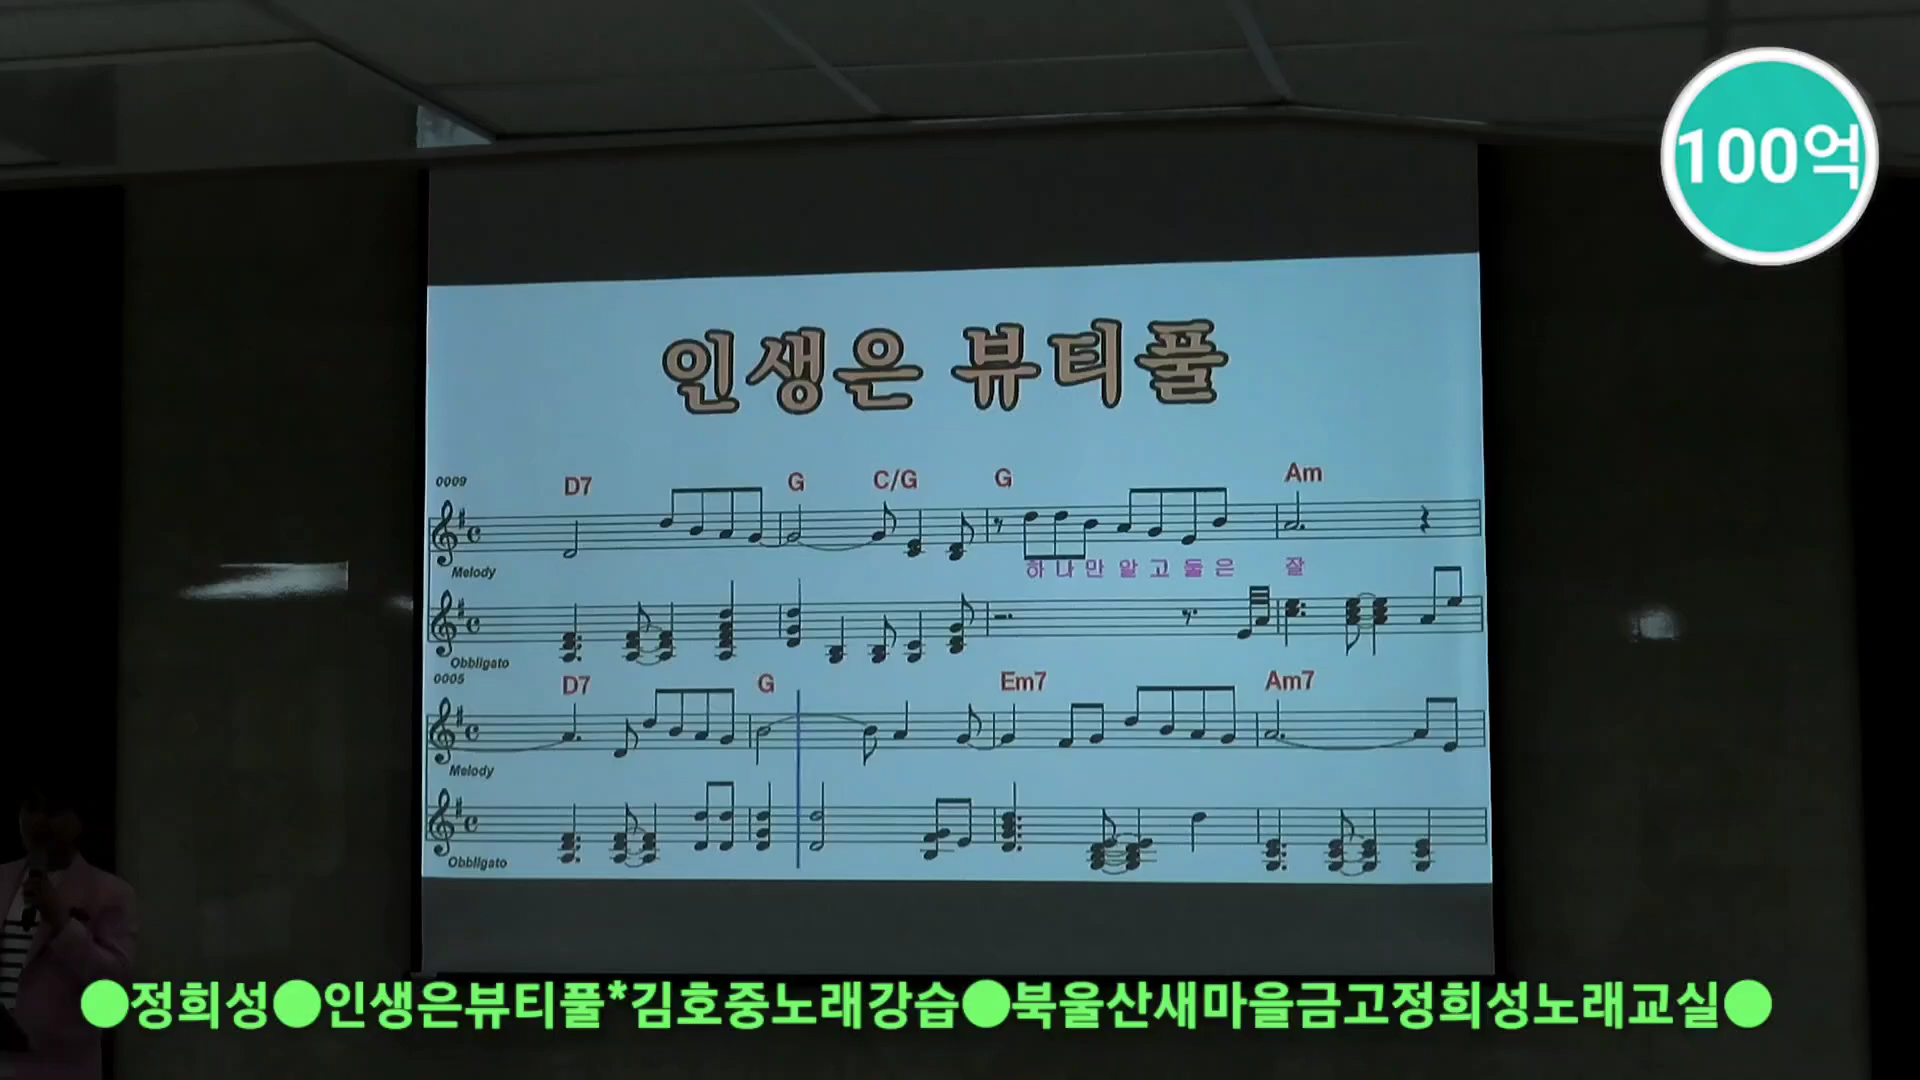 100억
인생은 뷰티풀
0009 D7 G C/G G Am
Melody
하나만 알고 둘은 잘
Obbligato
0005 D7 G Em7 Am7
Melody
Obbligato
●정희성●인생은뷰티풀*김호중노래강습●북울산새마을금고정희성노래교실●